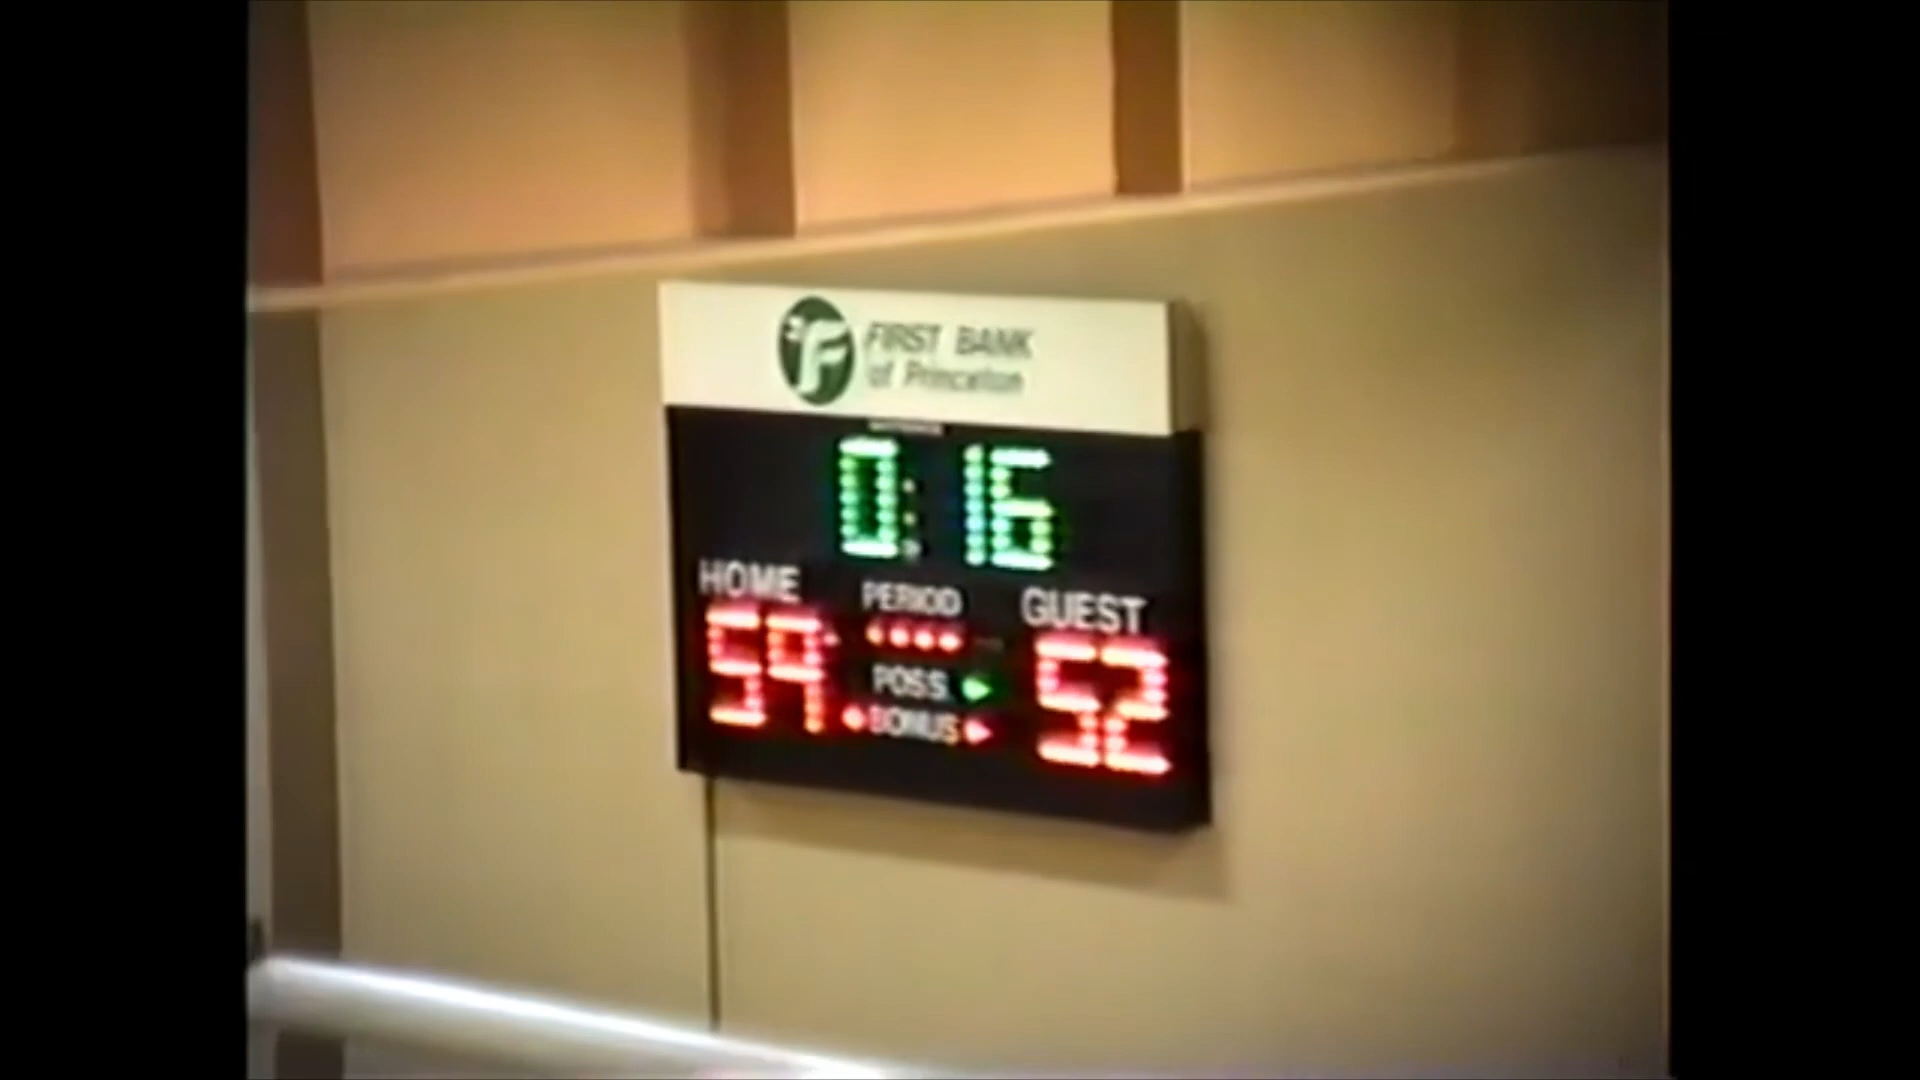 FIRST BANK
of Princeton
0:16
HOME PERIOD GUEST
59 52
POSS.
BONUS